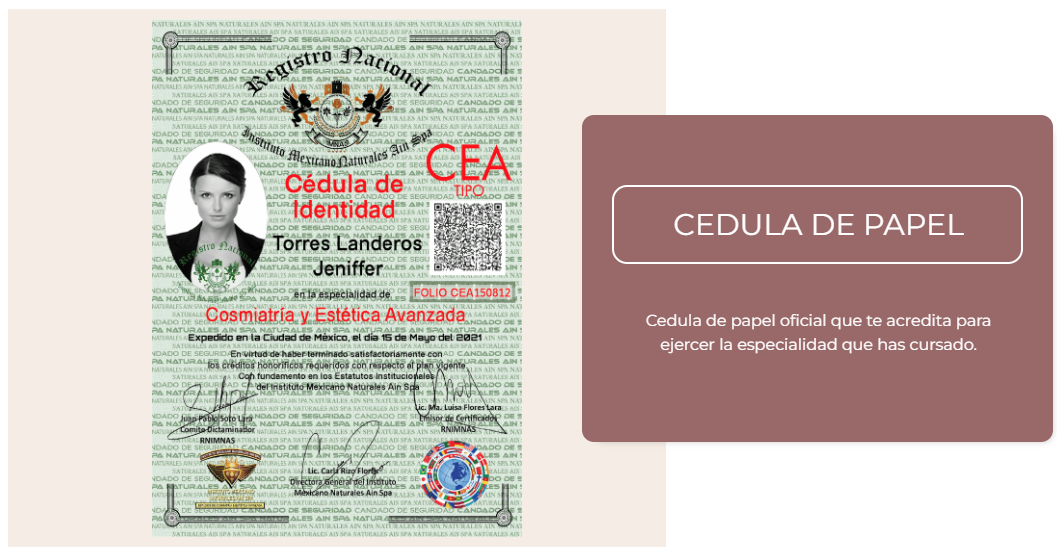 Registro Nacional
RNIMNAS
Instituto Mexicano Naturales Ain Spa
CEA
TIPO
Cédula de
Identidad
Torres Landeros
Jeniffer
Registro Nacional
en la especialidad de
FOLIO CEA150812
Cosmiatría y Estética Avanzada
Expedido en la Ciudad de México, el día 15 de Mayo del 2021
En virtud de haber terminado satisfactoriamente con
los créditos honoríficos requeridos con respecto al plan vigente
Con fundamento en los Estatutos Institucionales
del Instituto Mexicano Naturales Ain Spa
Juan Pablo Soto Lara
Comite Dictaminador
RNIMNAS
Lic. Ma. Luisa Flores Lara
Emisor de Certificados
RNIMNAS
Lic. Carla Ruiz Flores
Directora General del Instituto
Mexicano Naturales Ain Spa
CEDULA DE PAPEL
Cedula de papel oficial que te acredita para
ejercer la especialidad que has cursado.